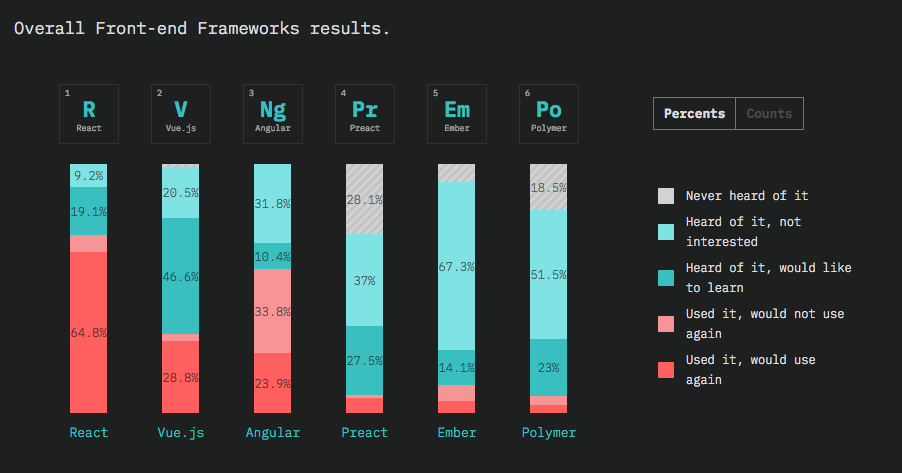 Overall Front-end Frameworks results.
1 2 3 4 5 6
R V Ng Pr Em Po
React Vue.js Angular Preact Ember Polymer
Percents Counts
9.2% 20.5% 31.8% 28.1% 67.3% 18.5%
19.1% 46.6% 10.4% 37% 14.1% 51.5%
64.8% 28.8% 33.8% 27.5% 23%
23.9%
React Vue.js Angular Preact Ember Polymer
Never heard of it
Heard of it, not
interested
Heard of it, would like
to learn
Used it, would not use
again
Used it, would use
again